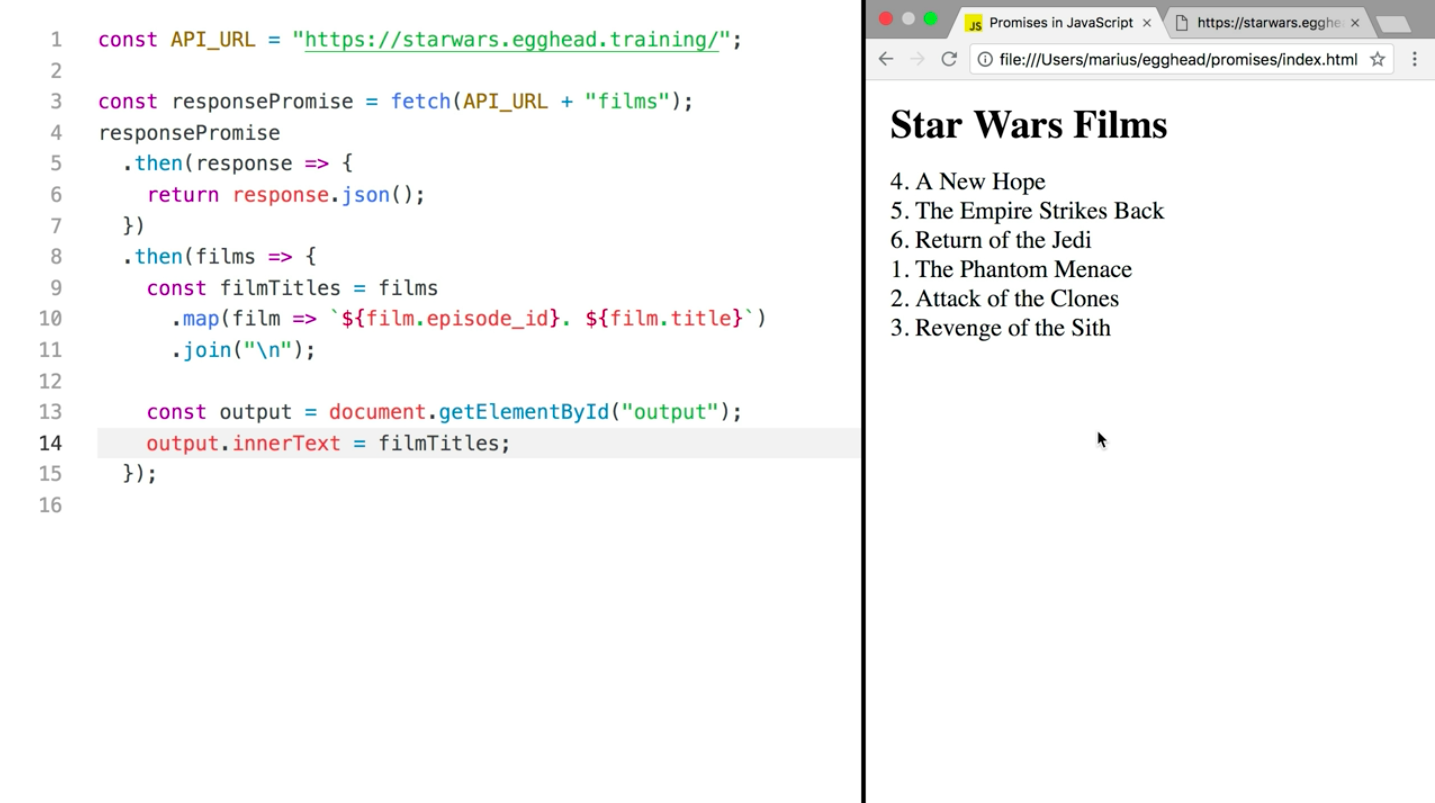 1 const API_URL = "https://starwars.egghead.training/";
2
3 const responsePromise = fetch(API_URL + "films");
4 responsePromise
5 .then(response => {
6 return response.json();
7 })
8 .then(films => {
9 const filmTitles = films
10 .map(film => `${film.episode_id}. ${film.title}`)
11 .join("\n");
12
13 const output = document.getElementById("output");
14 output.innerText = filmTitles;
15 });
16
JS Promises in JavaScript × https://starwars.egghe ×
file:///Users/marius/egghead/promises/index.html
Star Wars Films
4. A New Hope
5. The Empire Strikes Back
6. Return of the Jedi
1. The Phantom Menace
2. Attack of the Clones
3. Revenge of the Sith